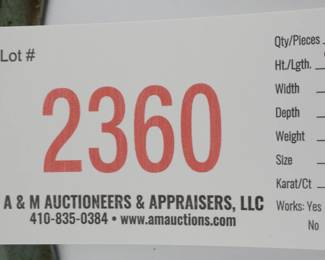 Lot #
2360
A & M AUCTIONEERS & APPRAISERS, LLC
410-835-0384 • www.amauctions.com
Qty/Pieces
Ht./Lgth.
Width
Depth
Weight
Size
Karat/Ct
Works: Yes
No